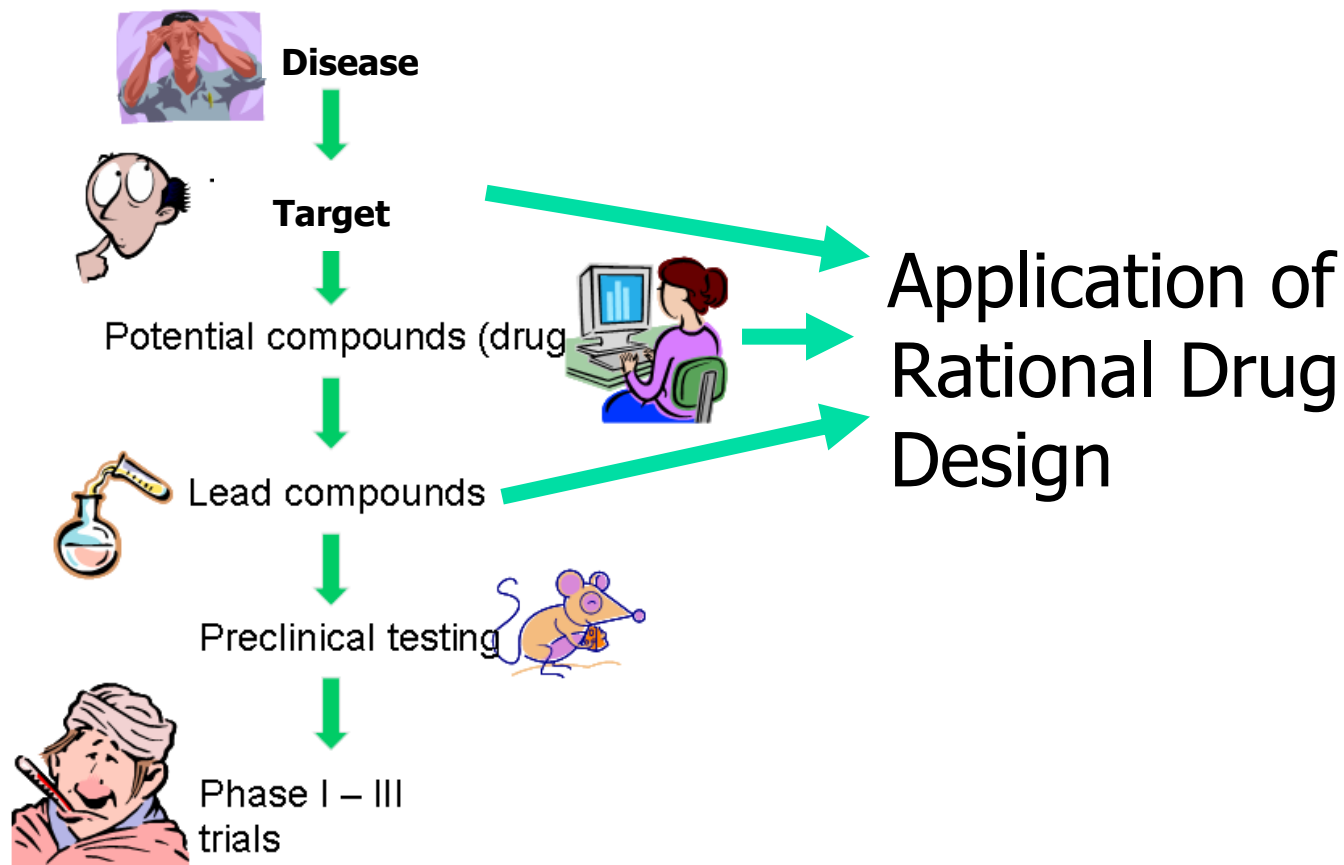 Disease
Target
Potential compounds (drug
Lead compounds
Preclinical testing
Phase I – III
trials
Application of
Rational Drug
Design